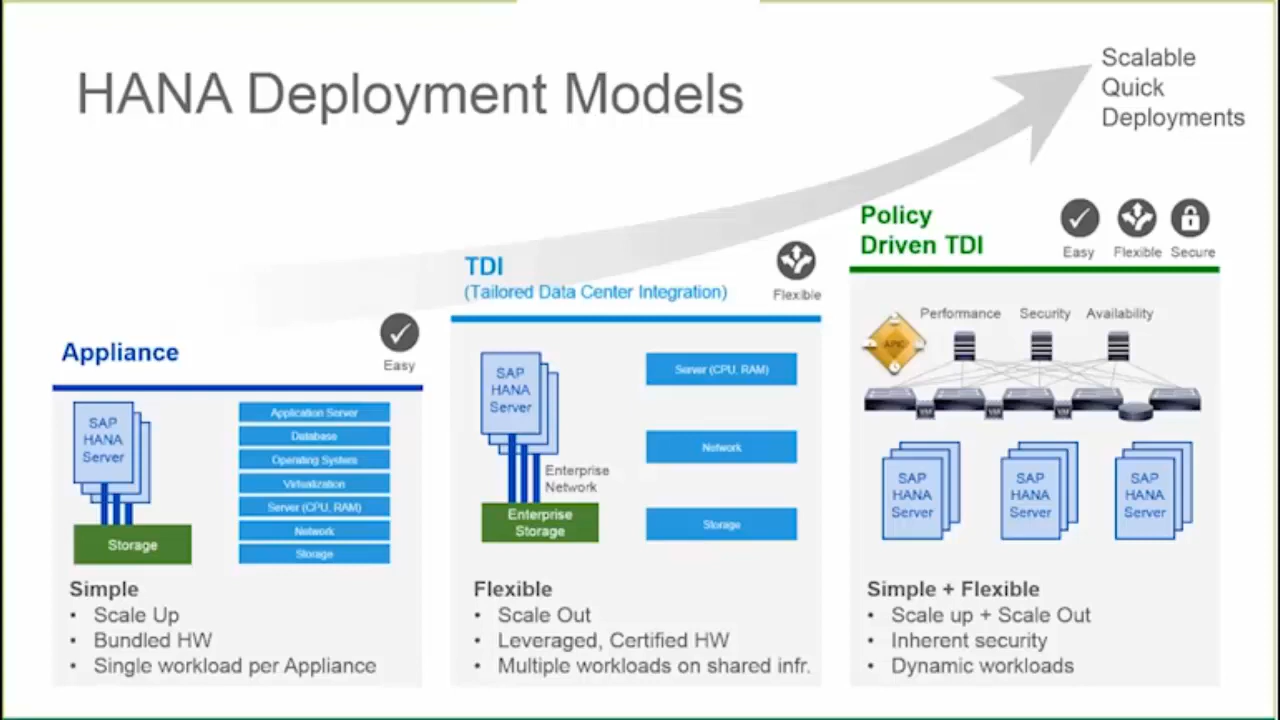 HANA Deployment Models
Scalable
Quick
Deployments
Appliance
Easy
SAP
HANA
Server
Storage
Application Server
Database
Operating System
Virtualization
Server (CPU, RAM)
Network
Storage
Simple
• Scale Up
• Bundled HW
• Single workload per Appliance
TDI
(Tailored Data Center Integration)
Flexible
SAP
HANA
Server
Enterprise
Network
Enterprise
Storage
Server (CPU, RAM)
Network
Storage
Flexible
• Scale Out
• Leveraged, Certified HW
• Multiple workloads on shared infr.
Policy
Driven TDI
Easy
Flexible
Secure
Performance
Security
Availability
APIC
SAP
HANA
Server
SAP
HANA
Server
SAP
HANA
Server
Simple + Flexible
• Scale up + Scale Out
• Inherent security
• Dynamic workloads